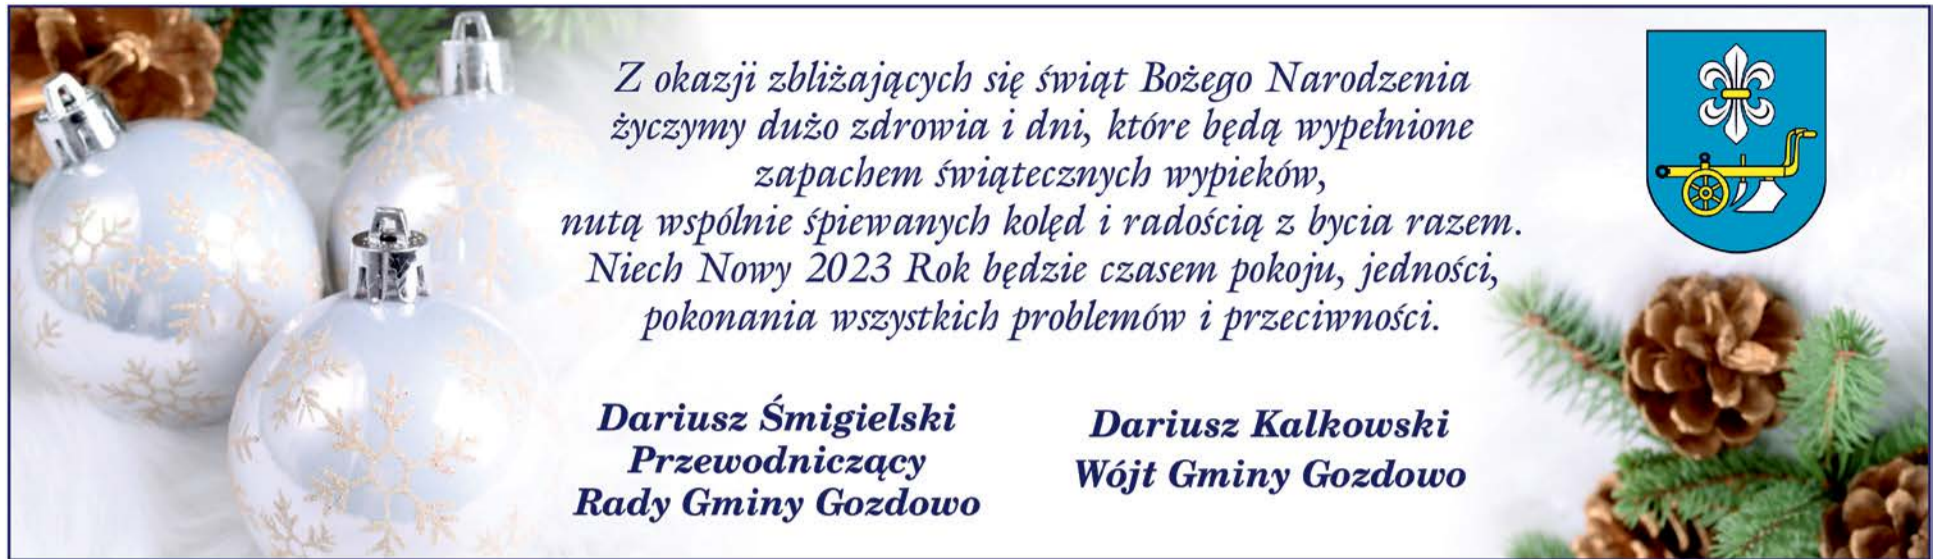 Z okazji zbliżających się świąt Bożego Narodzenia
życzymy dużo zdrowia i dni, które będą wypełnione
zapachem świątecznych wypieków,
nutą wspólnie śpiewanych kolęd i radością z bycia razem.
Niech Nowy 2023 Rok będzie czasem pokoju, jedności,
pokonania wszystkich problemów i przeciwności.
Dariusz Śmigielski
Przewodniczący
Rady Gminy Gozdowo
Dariusz Kalkowski
Wójt Gminy Gozdowo